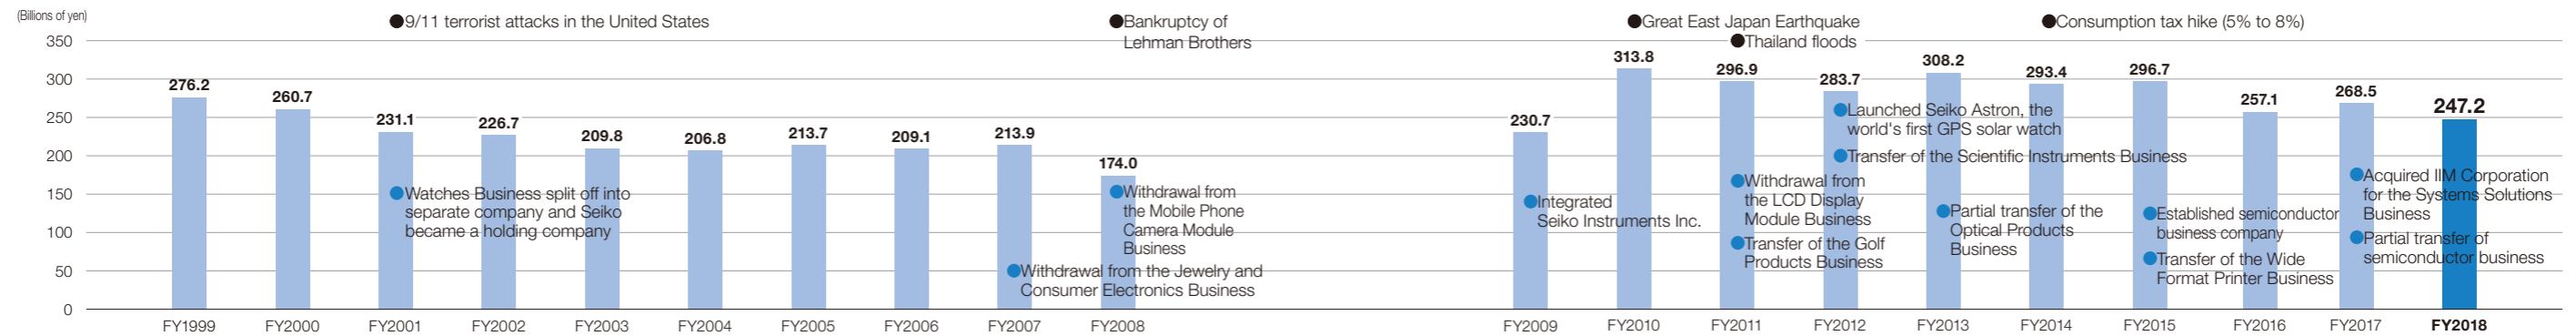 (Billions of yen)
●9/11 terrorist attacks in the United States
●Bankruptcy of
Lehman Brothers
●Great East Japan Earthquake
●Thailand floods
●Consumption tax hike (5% to 8%)
350
300
250
200
150
100
50
0
276.2
260.7
231.1
226.7
209.8
206.8
213.7
209.1
213.9
174.0
230.7
313.8
296.9
283.7
308.2
293.4
296.7
257.1
268.5
247.2
●Watches Business split off into
separate company and Seiko
became a holding company
●Withdrawal from
the Mobile Phone
Camera Module
Business
●Withdrawal from the Jewelry and
Consumer Electronics Business
●Integrated
Seiko Instruments Inc.
●Withdrawal from
the LCD Display
Module Business
●Transfer of the Golf
Products Business
●Launched Seiko Astron, the
world's first GPS solar watch
●Transfer of the Scientific Instruments Business
●Partial transfer of the
Optical Products
Business
●Established semiconductor
business company
●Transfer of the Wide
Format Printer Business
●Acquired IIM Corporation
for the Systems Solutions
Business
●Partial transfer of
semiconductor business
FY1999
FY2000
FY2001
FY2002
FY2003
FY2004
FY2005
FY2006
FY2007
FY2008
FY2009
FY2010
FY2011
FY2012
FY2013
FY2014
FY2015
FY2016
FY2017
FY2018